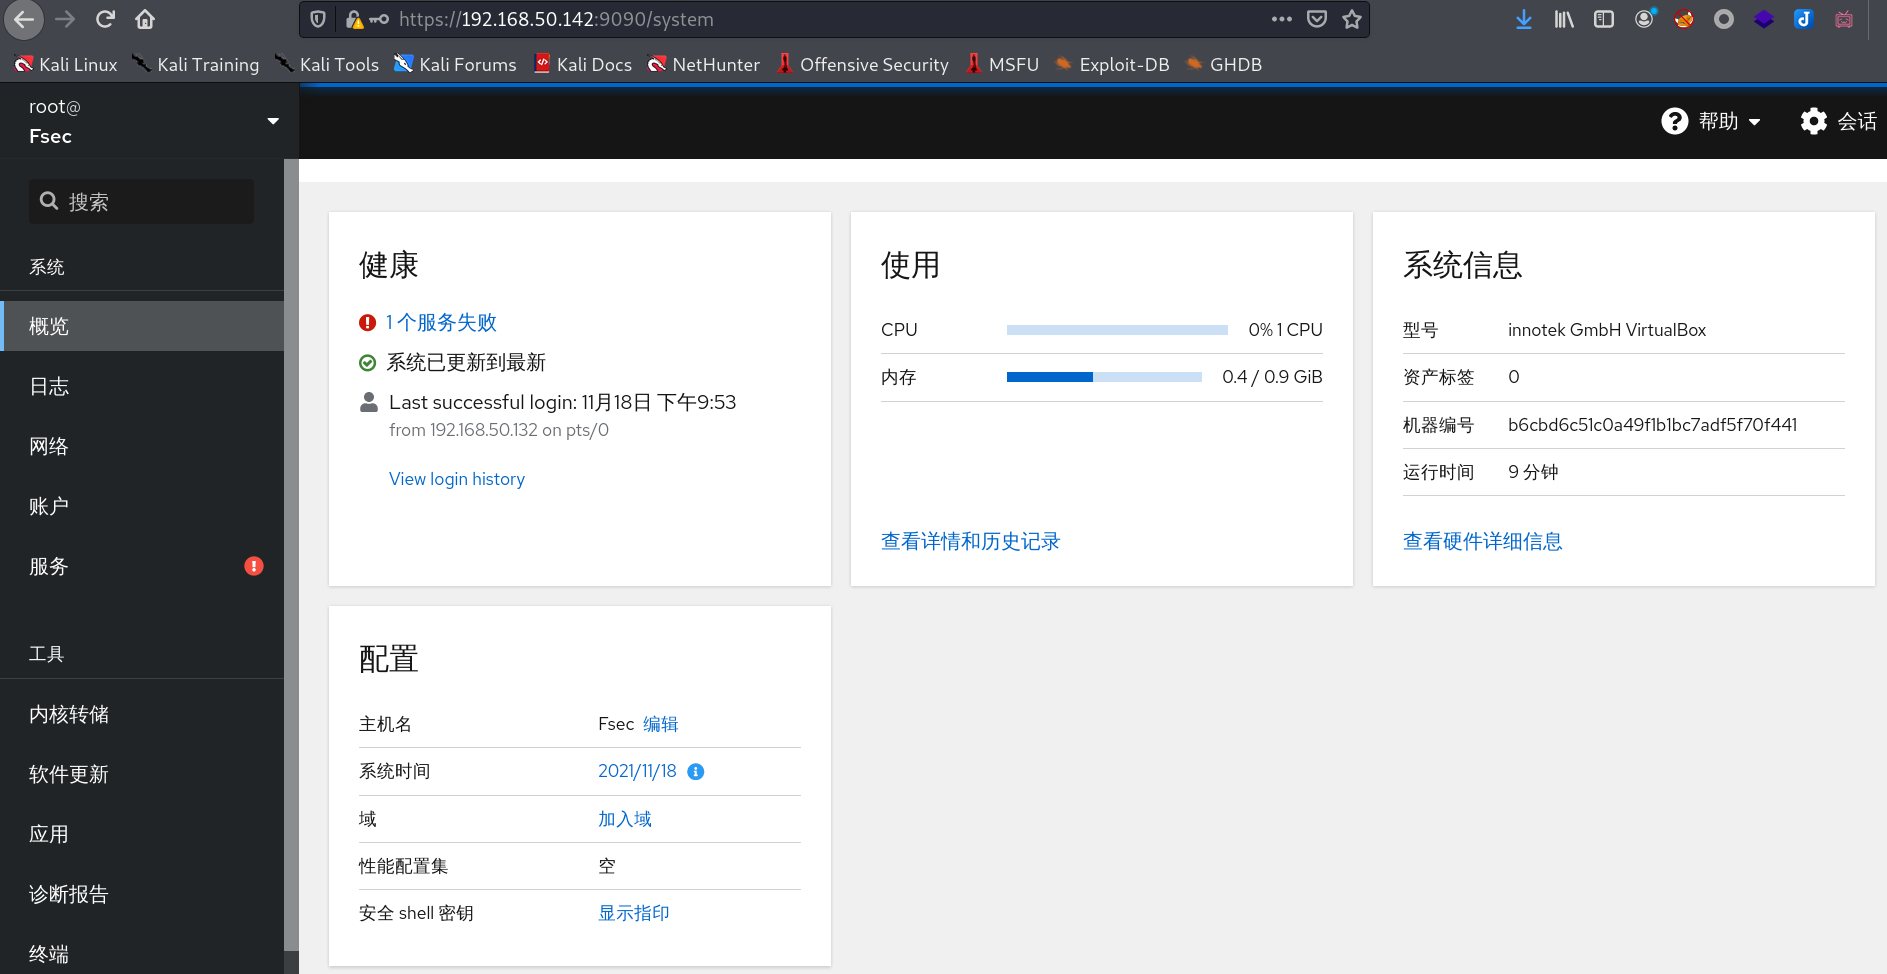 https://192.168.50.142:9090/system
Kali Linux Kali Training Kali Tools Kali Forums Kali Docs NetHunter Offensive Security MSFU Exploit-DB GHDB
root@
Fsec
帮助 会话
搜索
系统
概览
日志
网络
账户
服务
工具
内核转储
软件更新
应用
诊断报告
终端
健康
1 个服务失败
系统已更新到最新
Last successful login: 11月18日 下午9:53
from 192.168.50.132 on pts/0
View login history
使用
CPU 0% 1 CPU
内存 0.4 / 0.9 GiB
查看详情和历史记录
系统信息
型号 innotek GmbH VirtualBox
资产标签 0
机器编号 b6cbd6c51c0a49f1b1bc7adf5f70f441
运行时间 9 分钟
查看硬件详细信息
配置
主机名 Fsec 编辑
系统时间 2021/11/18
域 加入域
性能配置集 空
安全 shell 密钥 显示指印